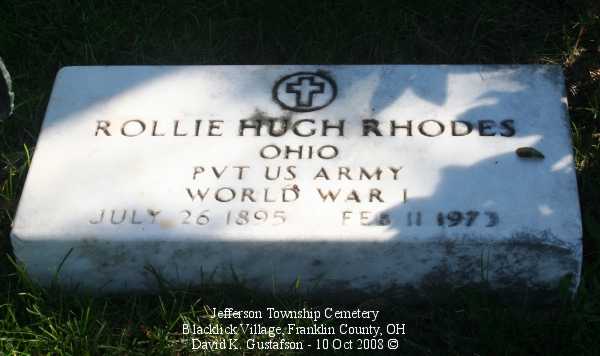 ROLLIE HUGH RHODES
OHIO
PVT US ARMY
WORLD WAR I
JULY 26 1895 FEB 11 1973
Jefferson Township Cemetery
Blacklick Village, Franklin County, OH
David K. Gustafson - 10 Oct 2008 ©